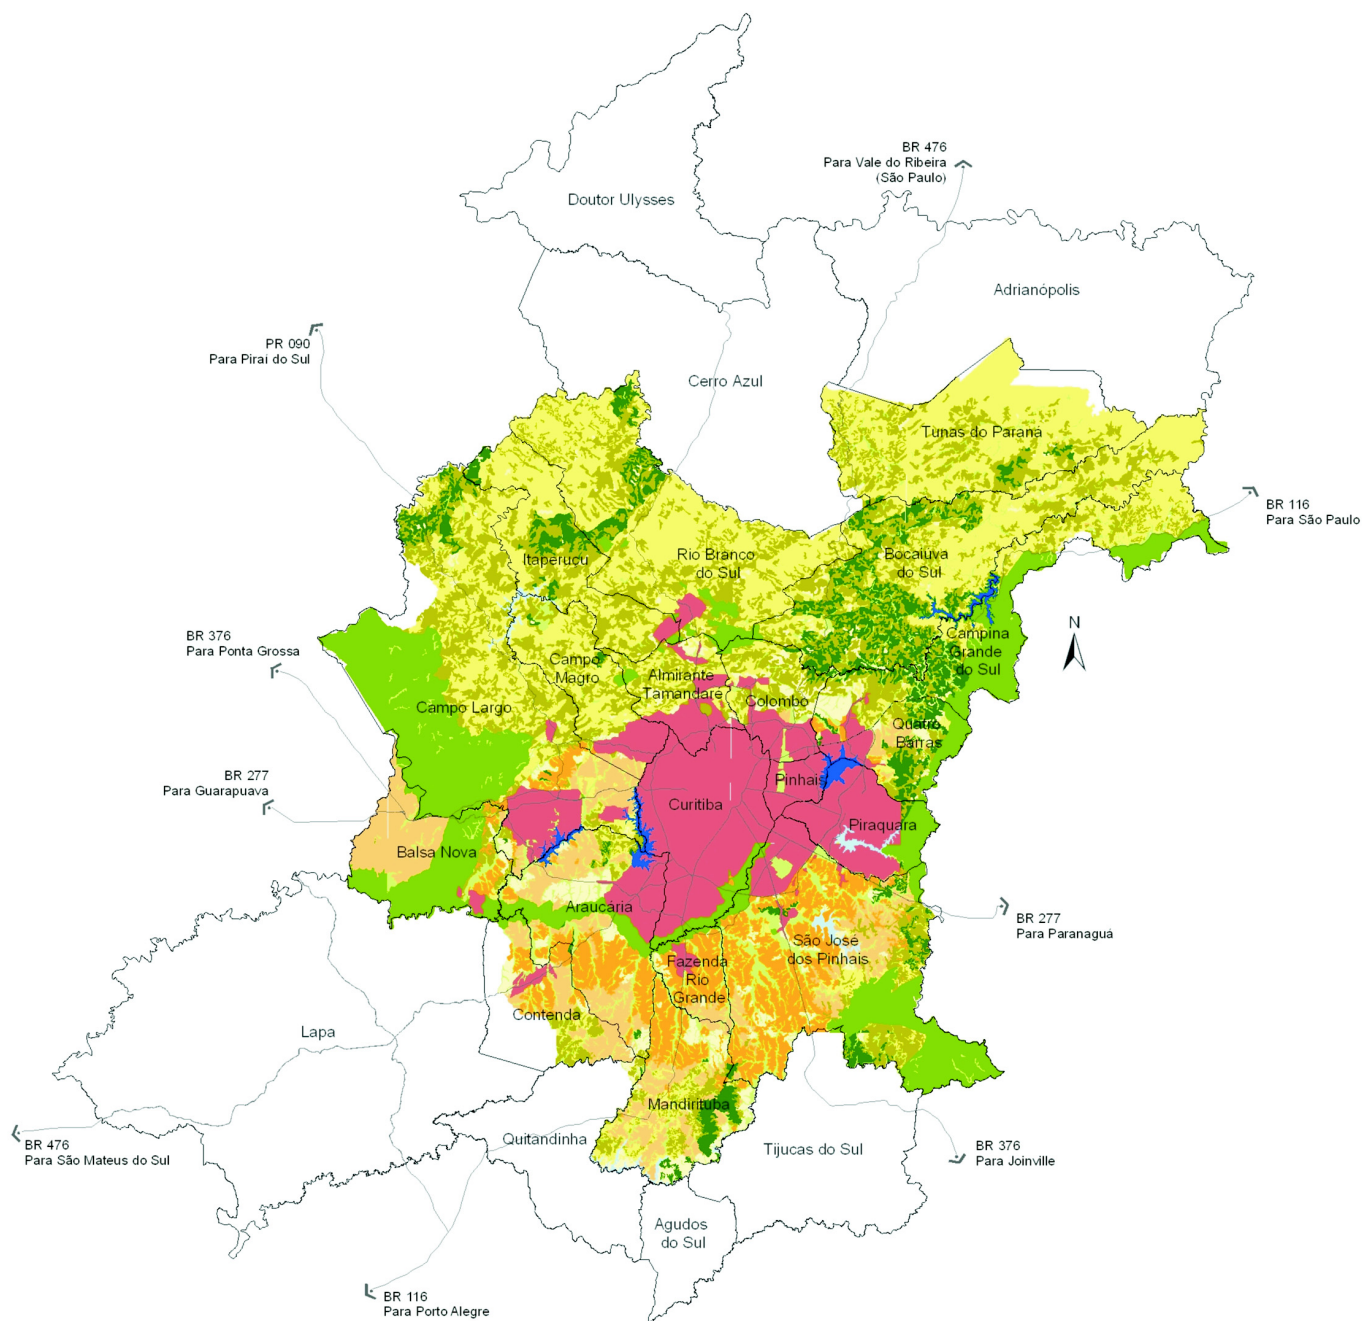 BR 476
Para Vale do Ribeira
(São Paulo)
Doutor Ulysses
Adrianópolis
PR 090
Para Piraí do Sul
Cerro Azul
Tunas do Paraná
BR 116
Para São Paulo
Itaperuçu
Rio Branco
do Sul
Bocaiúva
do Sul
N
BR 376
Para Ponta Grossa
Campina
Grande
do Sul
Campo
Magro
Almirante
Tamandaré
Colombo
Campo Largo
Quatro
Barras
BR 277
Para Guarapuava
Pinhais
Curitiba
Piraquara
Balsa Nova
Araucária
BR 277
Para Paranaguá
São José
dos Pinhais
Fazenda
Rio
Grande
Contenda
Lapa
Mandirituba
Quitandinha
Tijucas do Sul
BR 476
Para São Mateus do Sul
BR 376
Para Joinville
Agudos
do Sul
BR 116
Para Porto Alegre